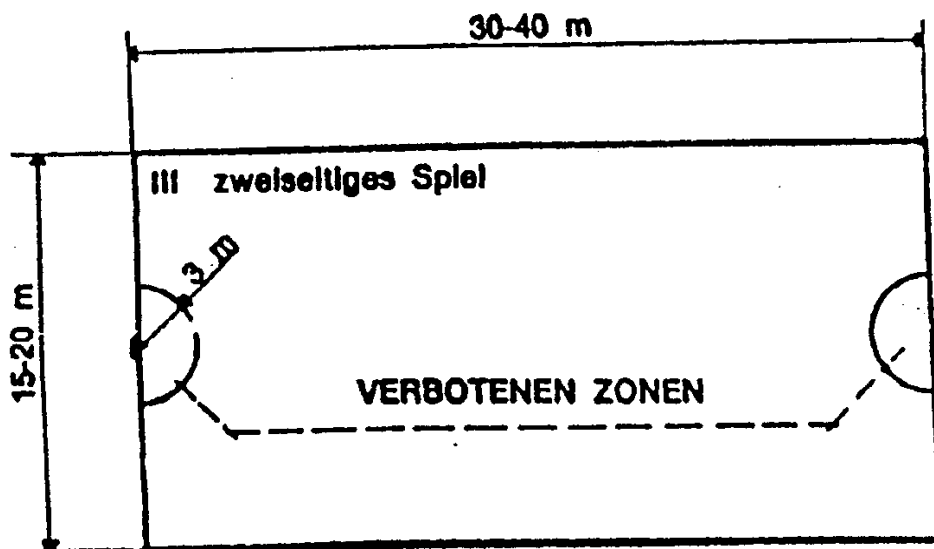 30-40 m
III zweiseitiges Spiel
3 m
15-20 m
VERBOTENEN ZONEN